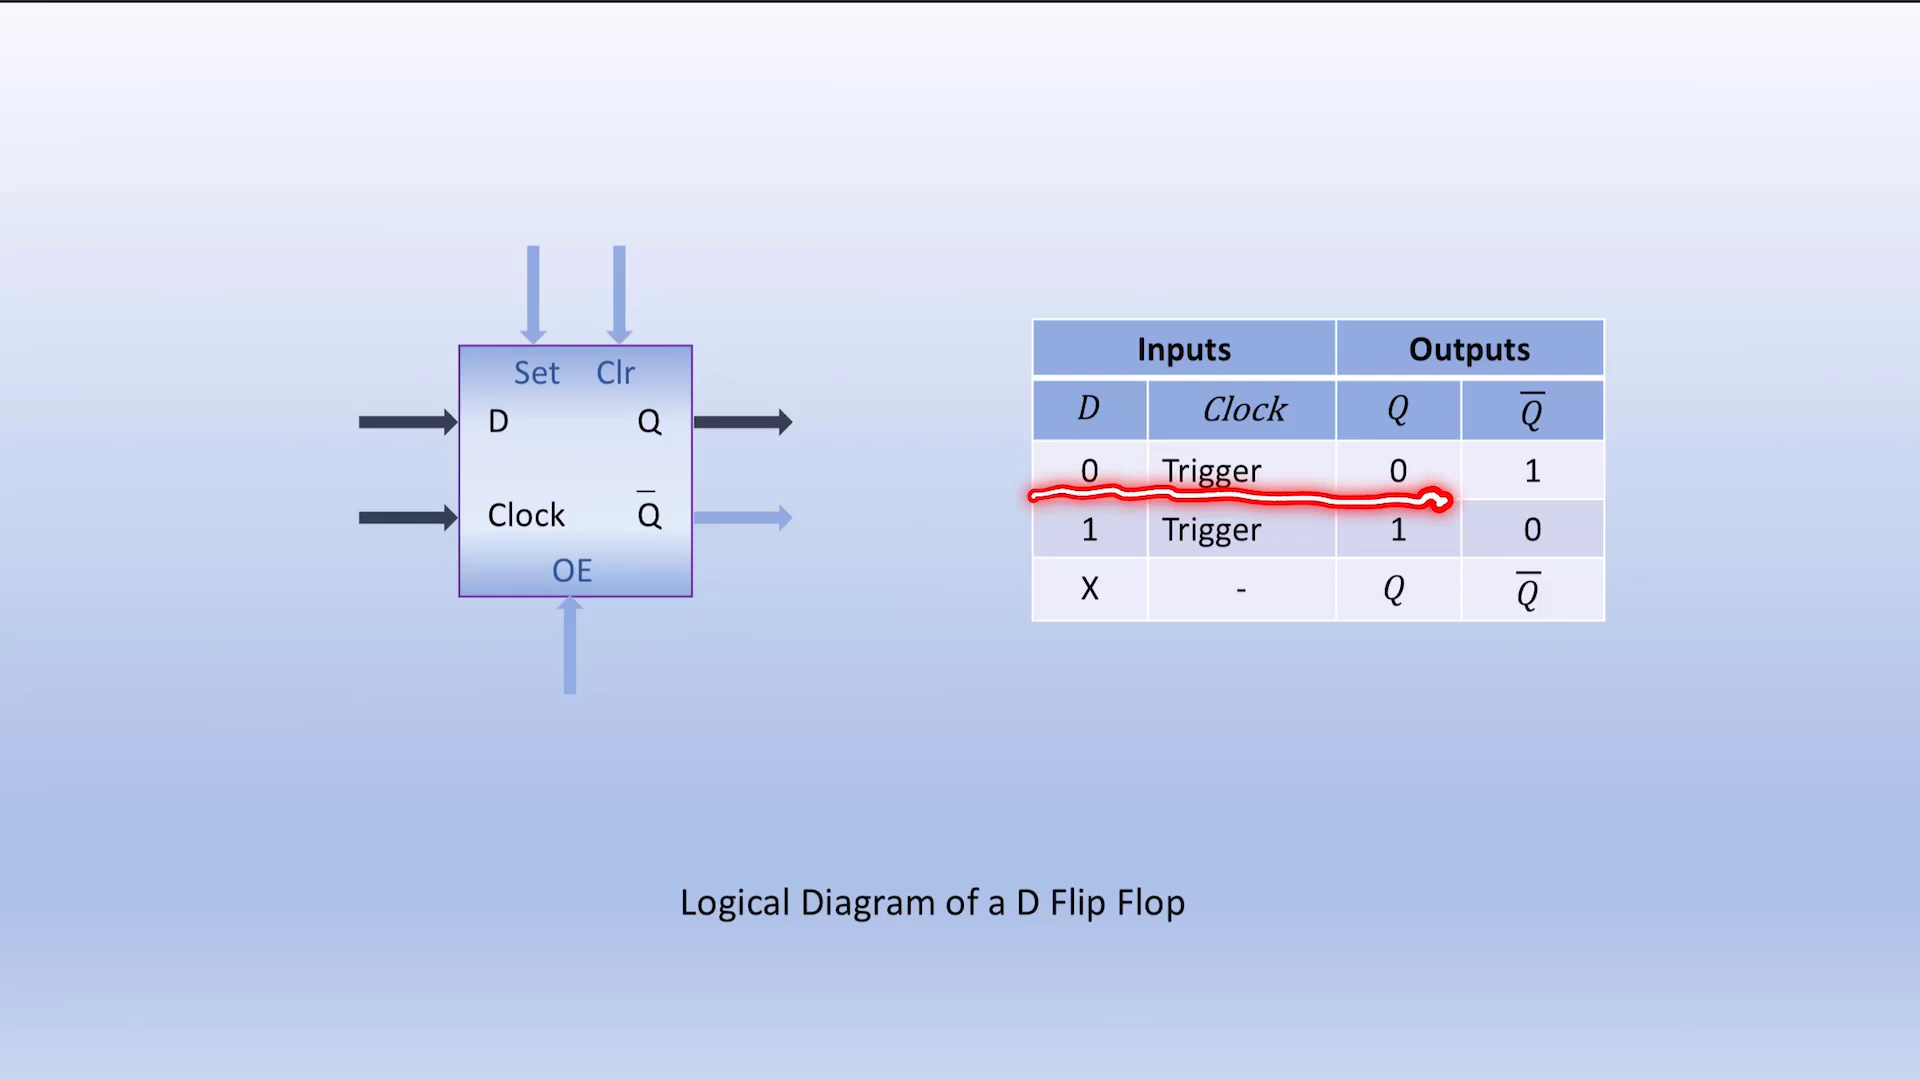 Set Clr
D Q
Clock Q̅
OE
Inputs Outputs
D Clock Q Q̅
0 Trigger 0 1
1 Trigger 1 0
X - Q Q̅
Logical Diagram of a D Flip Flop